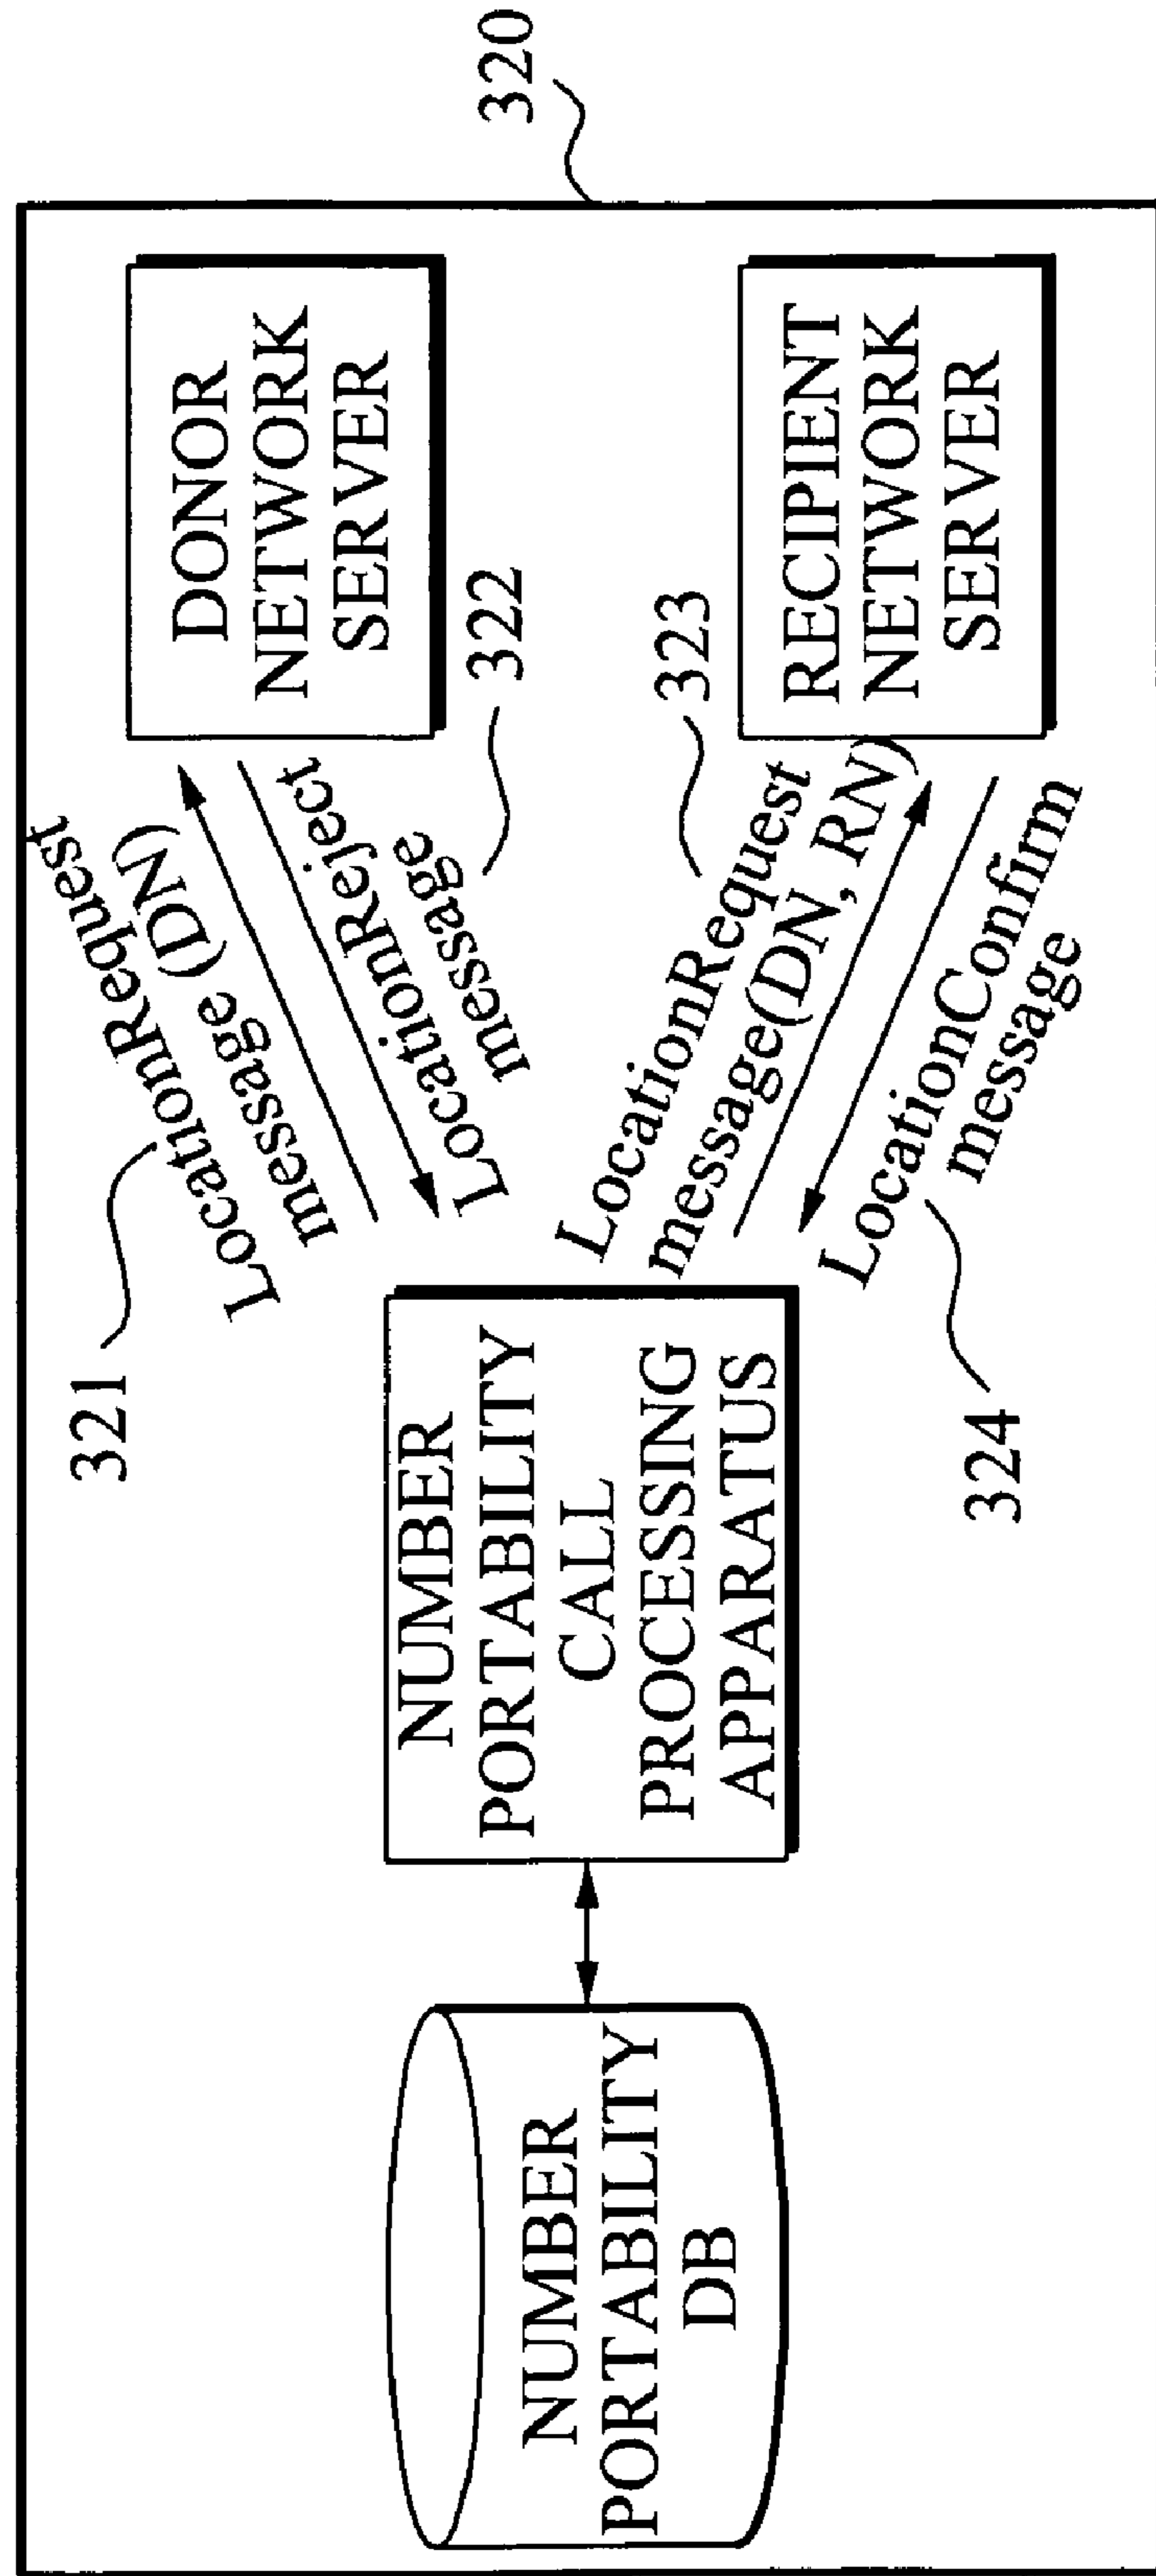 320
NUMBER
PORTABILITY
DB
NUMBER
PORTABILITY
CALL
PROCESSING
APPARATUS
321
LocationRequest
message (DN)
LocationReject
message
322
DONOR
NETWORK
SERVER
323
LocationRequest
message(DN, RN)
LocationConfirm
message
324
RECIPIENT
NETWORK
SERVER